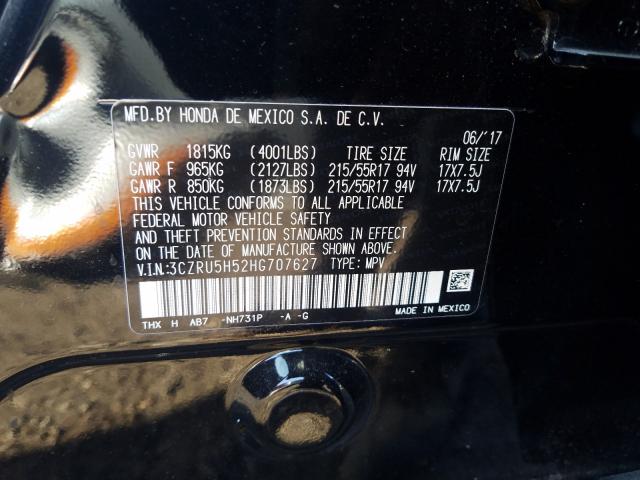 MFD.BY HONDA DE MEXICO S.A. DE C.V.
06/'17
GVWR 1815KG (4001LBS) TIRE SIZE RIM SIZE
GAWR F 965KG (2127LBS) 215/55R17 94V 17X7.5J
GAWR R 850KG (1873LBS) 215/55R17 94V 17X7.5J
THIS VEHICLE CONFORMS TO ALL APPLICABLE
FEDERAL MOTOR VEHICLE SAFETY
AND THEFT PREVENTION STANDARDS IN EFFECT
ON THE DATE OF MANUFACTURE SHOWN ABOVE.
V.I.N:3CZRU5H52HG707627 TYPE: MPV
THX H AB7 -NH731P -A -G MADE IN MEXICO